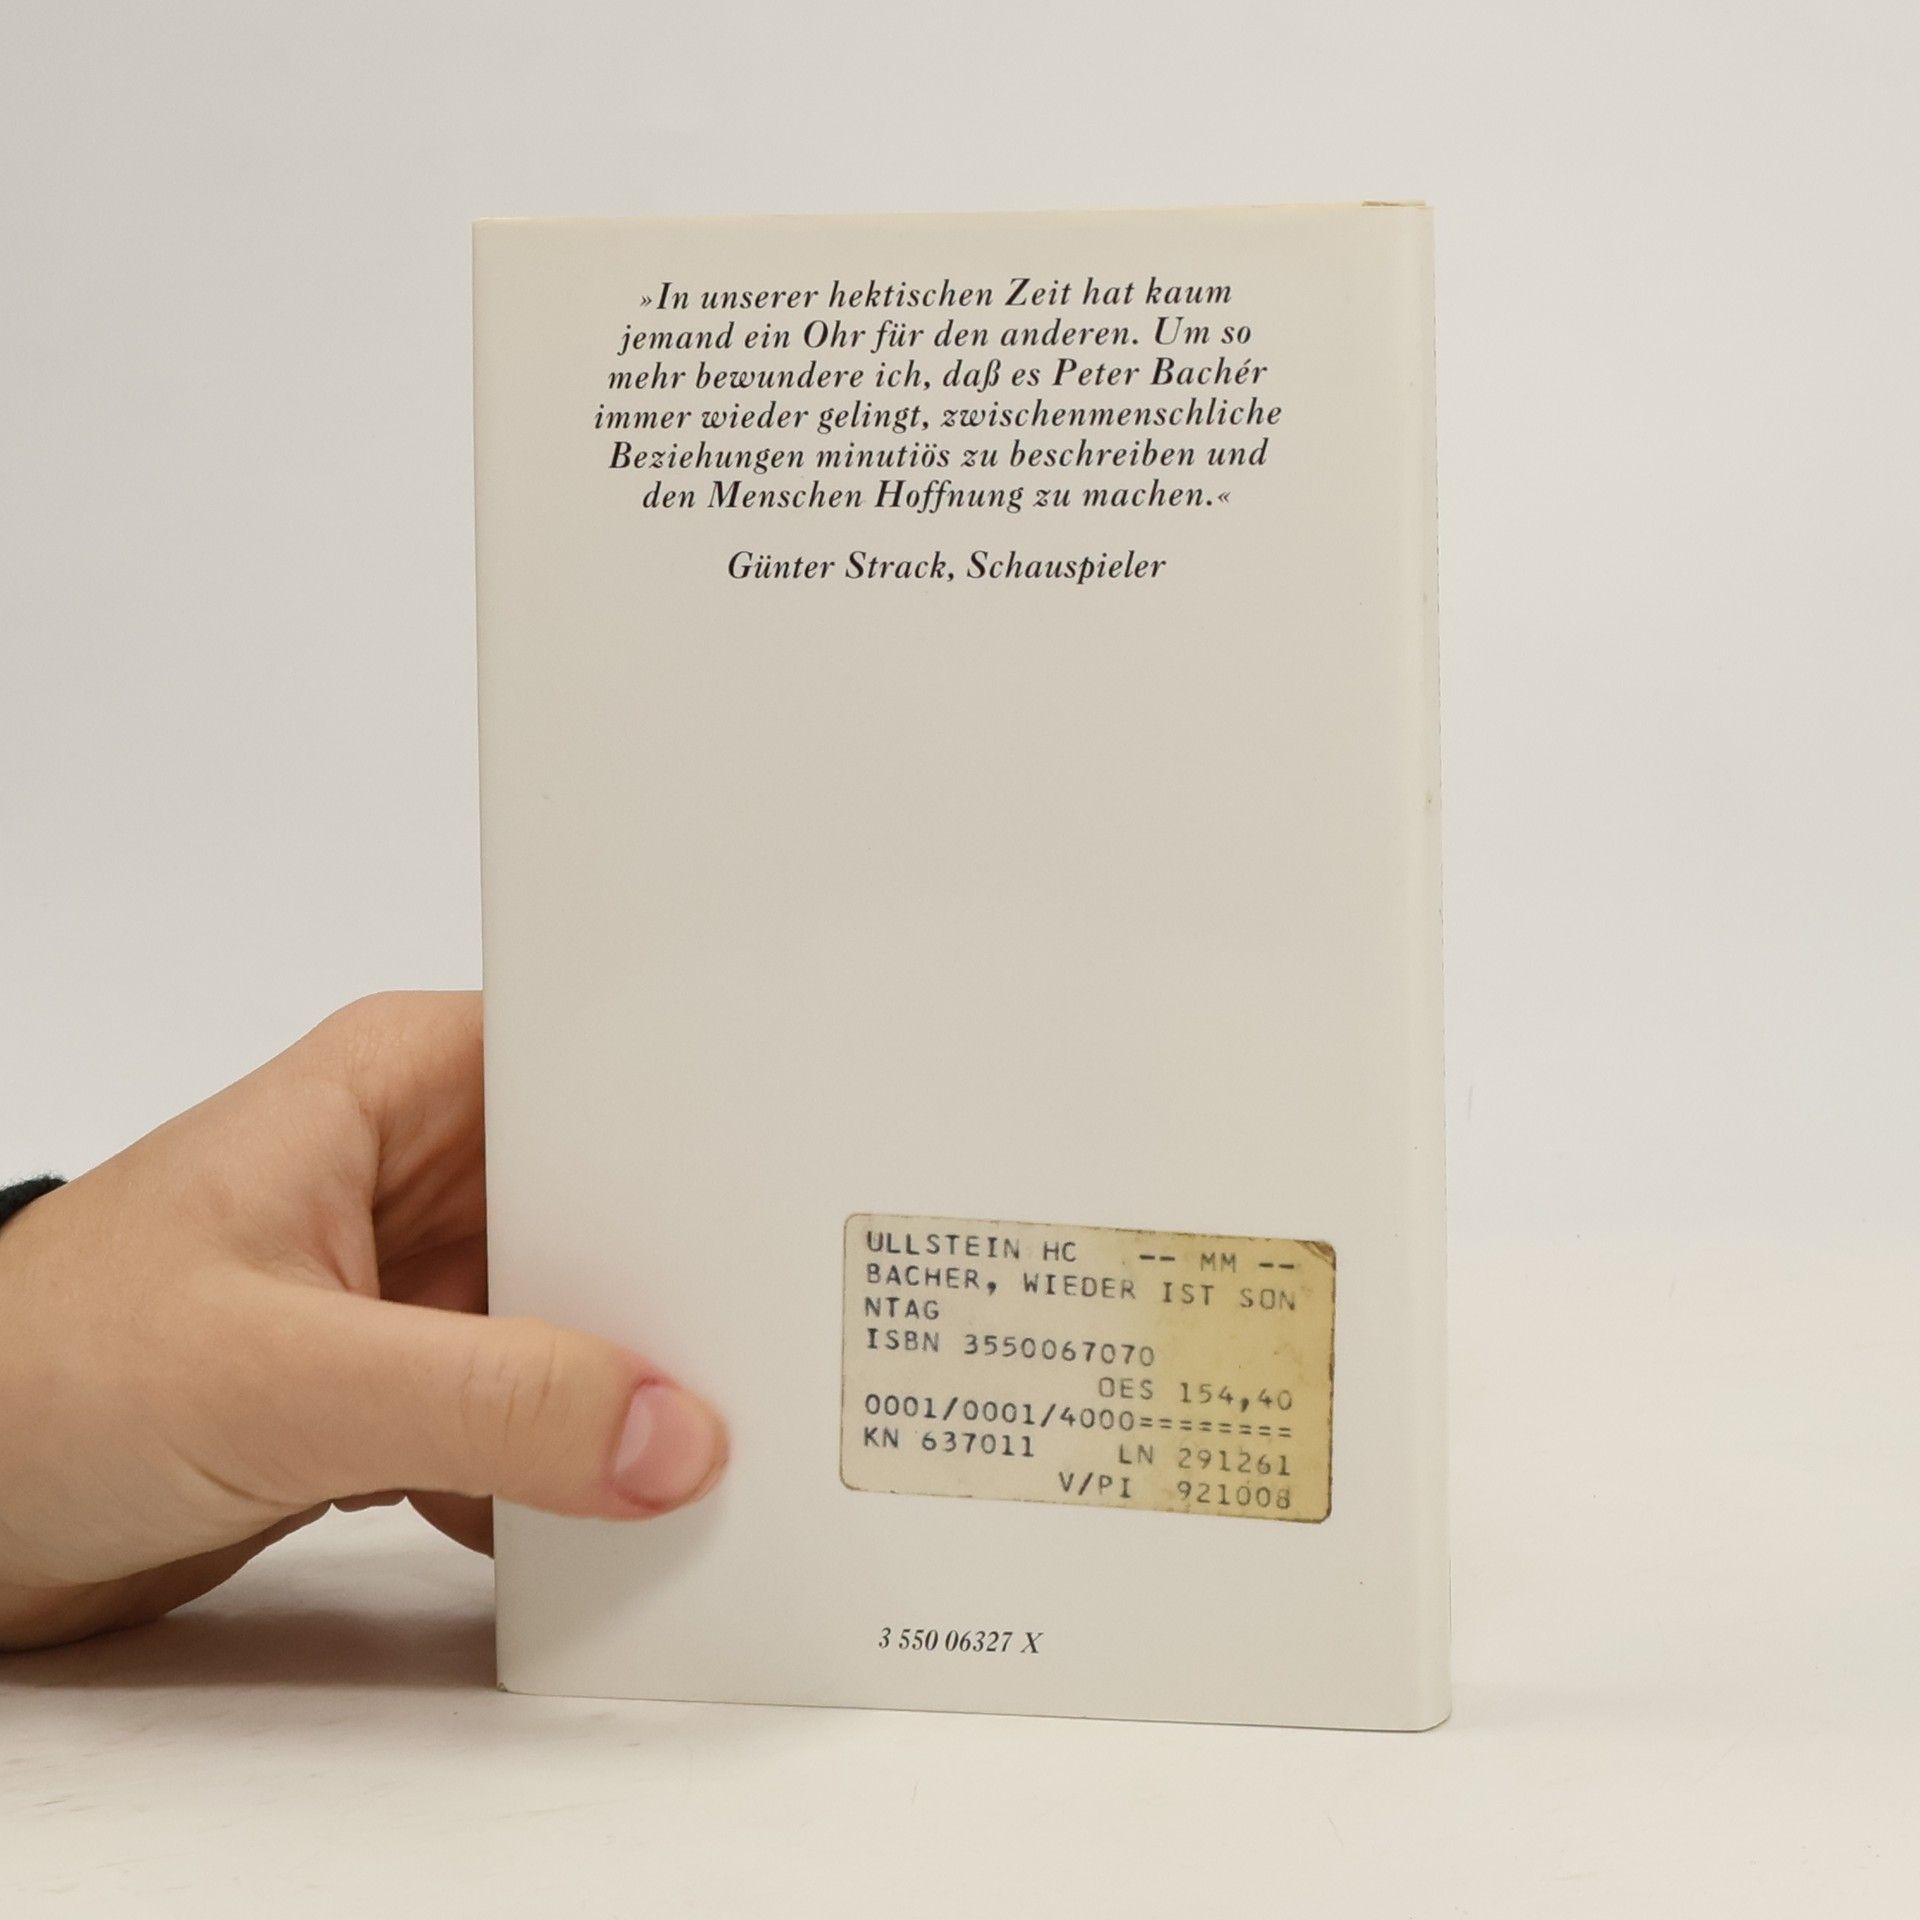 »In unserer hektischen Zeit hat kaum
jemand ein Ohr für den anderen. Um so
mehr bewundere ich, daß es Peter Bachér
immer wieder gelingt, zwischenmenschliche
Beziehungen minutiös zu beschreiben und
den Menschen Hoffnung zu machen.«
Günter Strack, Schauspieler
ULLSTEIN HC -- MM --
BACHER, WIEDER IST SON
NTAG
ISBN 3550067070
OES 154,40
0001/0001/4000========
KN 637011 LN 291261
V/PI 921008
3 550 06327 X